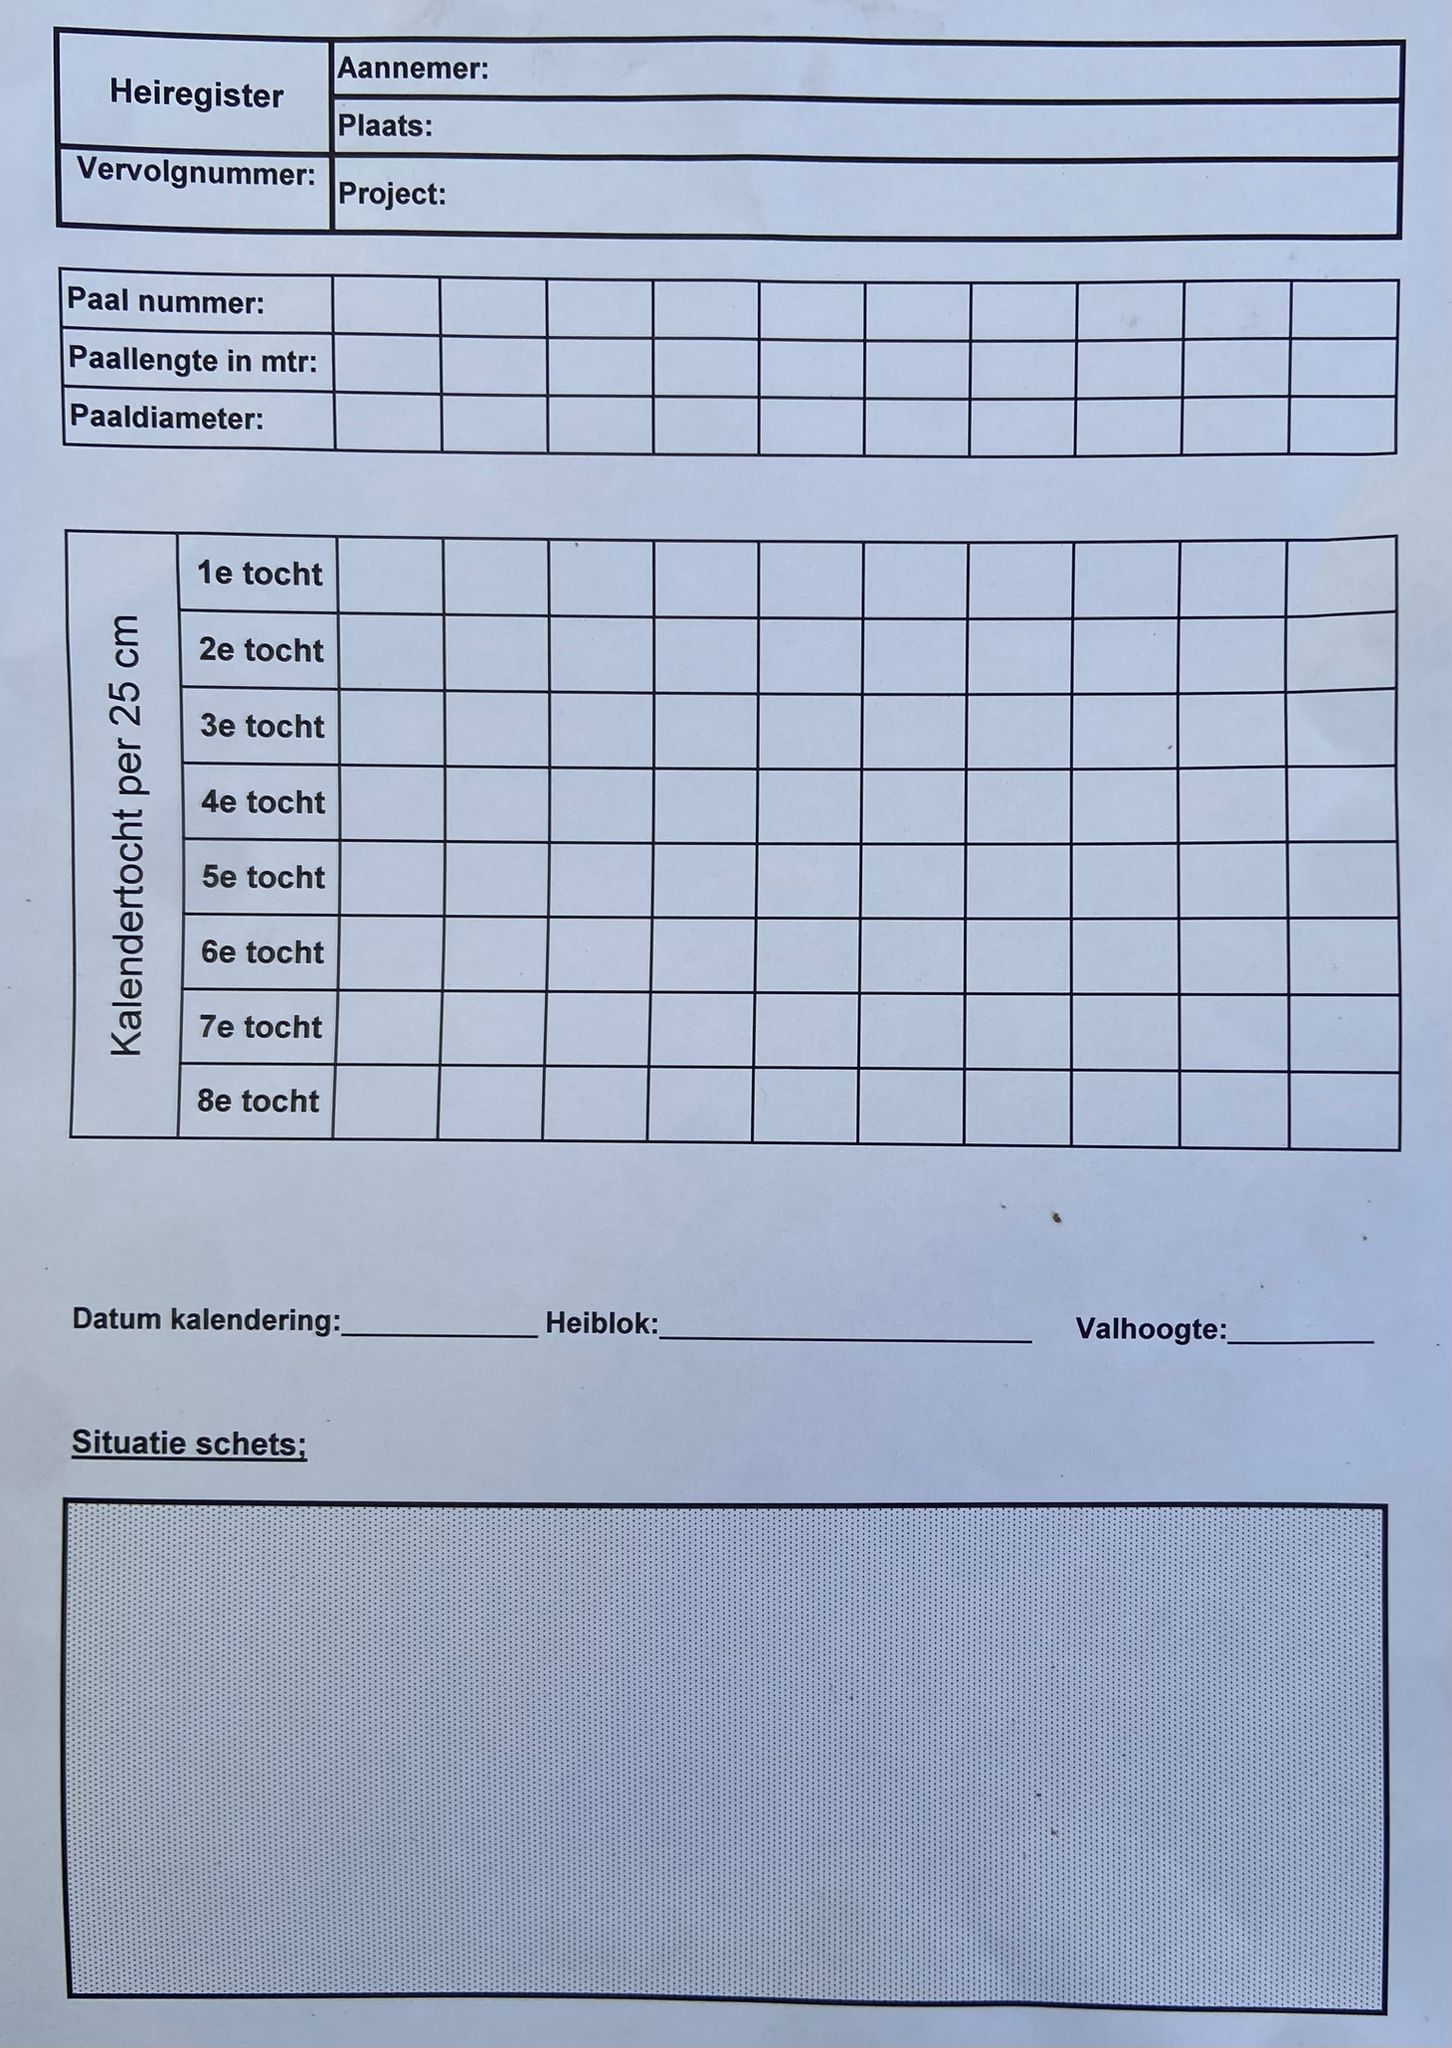 Heiregister
Aannemer:
Plaats:
Vervolgnummer:
Project:
Paal nummer:
Paallengte in mtr:
Paaldiameter:
Kalendertocht per 25 cm
1e tocht
2e tocht
3e tocht
4e tocht
5e tocht
6e tocht
7e tocht
8e tocht
Datum kalendering:____________ Heiblok:_______________________ Valhoogte:_________
Situatie schets;